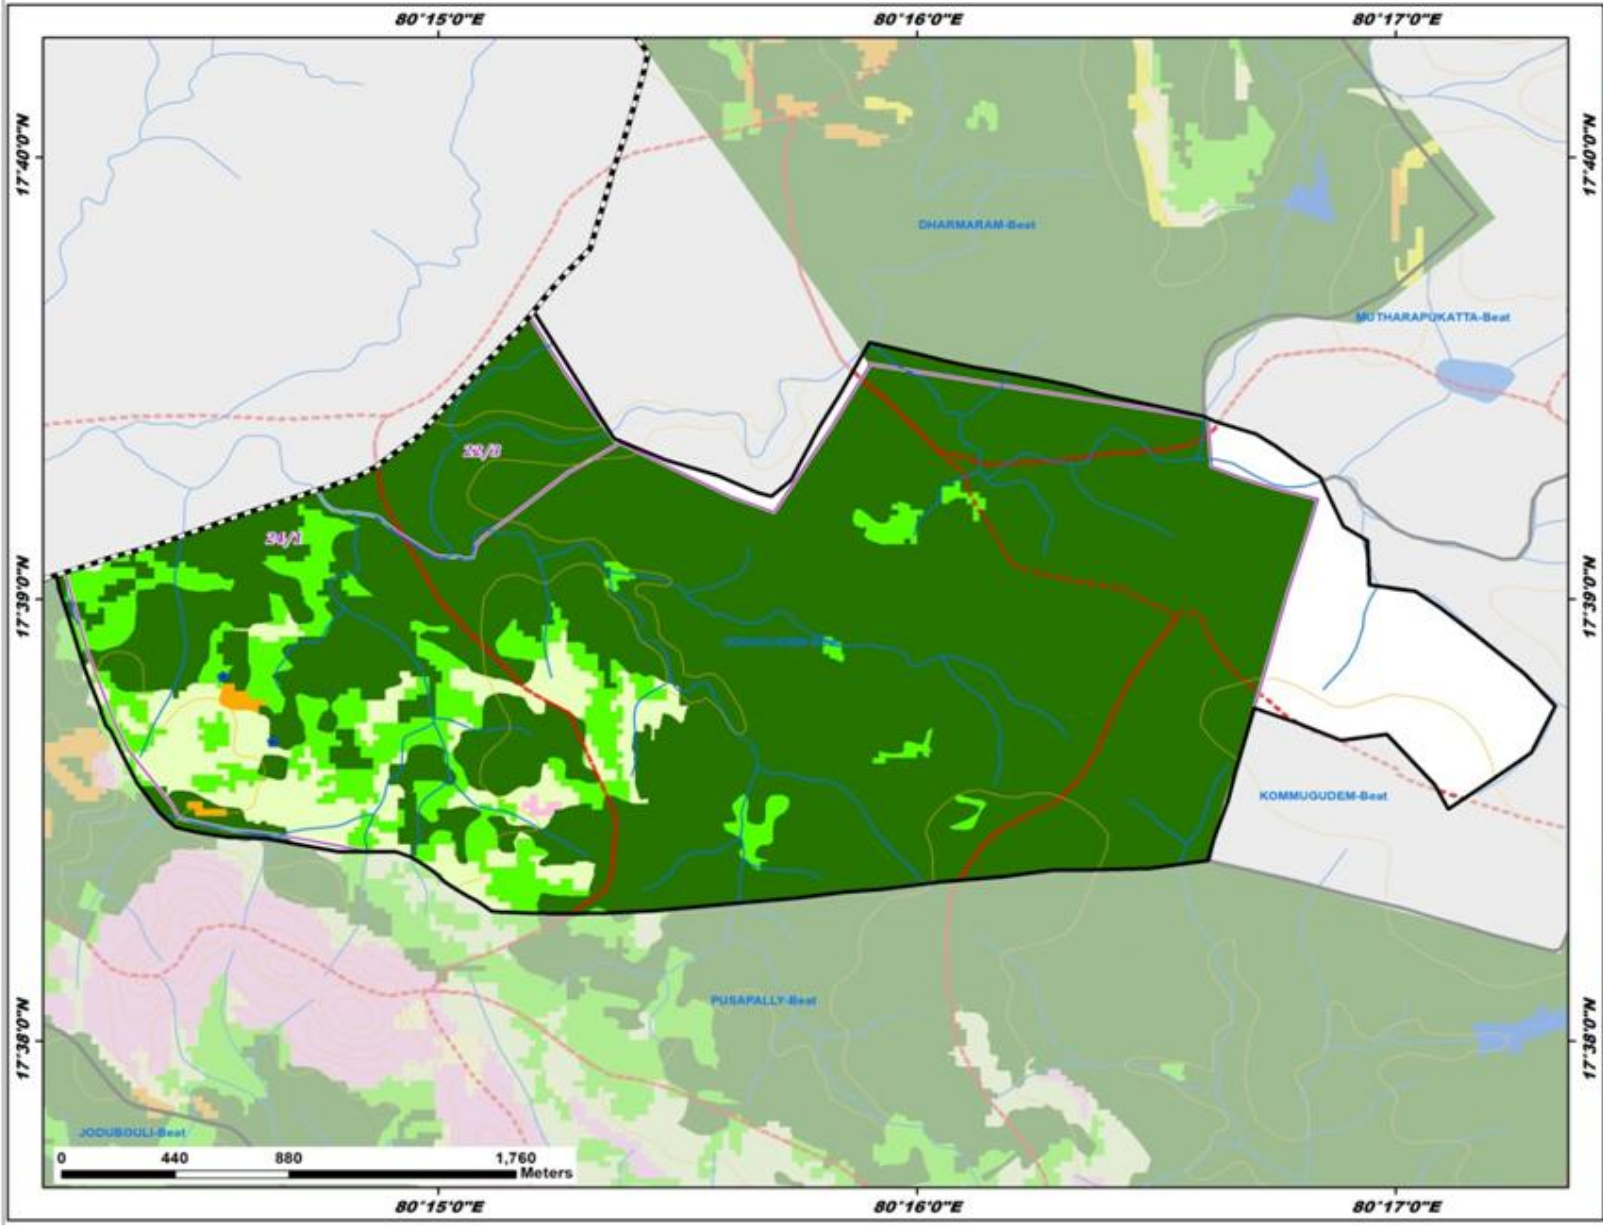 80°15'0"E 80°16'0"E 80°17'0"E
17°40'0"N 17°40'0"N
DHARMARAM-Beat
MUTHARAPUKATTA-Beat
22/3
24/1
17°39'0"N 17°39'0"N
KOMMUGUDEM-Beat
PUSAPALLY-Beat
17°38'0"N 17°38'0"N
JODUBOULI-Beat
0 440 880 1,760
Meters
80°15'0"E 80°16'0"E 80°17'0"E